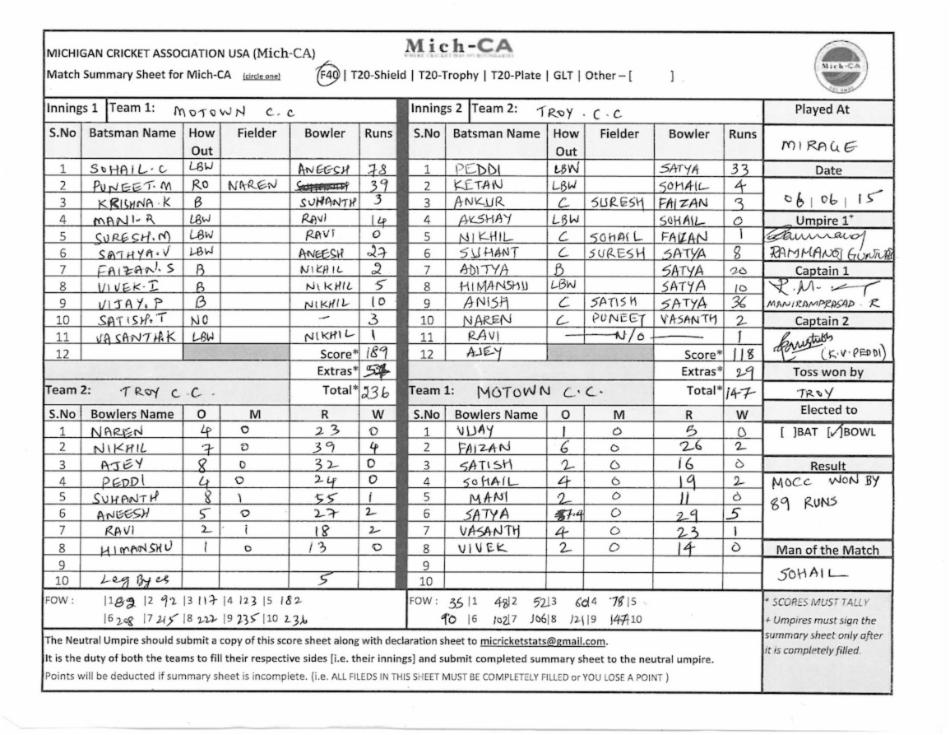 MICHIGAN CRICKET ASSOCIATION USA (Mich-CA) Mich-CA
Match Summary Sheet for Mich-CA (circle one) F40 | T20-Shield | T20-Trophy | T20-Plate | GLT | Other – [ ] . Mich-CA
Innings 1 Team 1: MOTOWN C.C Innings 2 Team 2: TROY.C.C Played At
S.No Batsman Name How Out Fielder Bowler Runs S.No Batsman Name How Out Fielder Bowler Runs MIRAGE
Date
1 SOHAIL.C LBW ANEESH 78 1 PEDDI LBW SATYA 33
2 PUNEET.M RO NAREN 39 2 KETAN LBW SOHAIL 4
3 KRISHNA.K B SUHANTH 3 3 ANKUR C SURESH FAIZAN 3 06|06|15
4 MANI-R LBW RAVI 14 4 AKSHAY LBW SOHAIL 0 Umpire 1*
5 SURESH.M LBW RAVI 0 5 NIKHIL C SOHAIL FAIZAN 1
6 SATHYA.V LBW ANEESH 27 6 SUHANT C SURESH SATYA 8 RAMMANOJ
7 FAIZAN.S B NIKHIL 2 7 ADITYA B SATYA 20 Captain 1
8 VIVEK.I B NIKHIL 5 8 HIMANSHU LBW SATYA 10 R.M.
9 VIJAY.P B NIKHIL 10 9 ANISH C SATISH SATYA 36 MANIRAMPRASAD.R
10 SATISH.T NO – 3 10 NAREN C PUNEET VASANTH 2 Captain 2
11 VASANTH.K LBW NIKHIL 1 11 RAVI N/0 1
12 Score* 189 12 AJEY Score* 118 (K.V.PEDDI)
Extras* Extras* 29 Toss won by
Team 2: TROY C.C. Total* 236 Team 1: MOTOWN C.C. Total* 147 TROY
S.No Bowlers Name O M R W S.No Bowlers Name O M R W Elected to
1 NAREN 4 0 23 0 1 VIJAY 1 0 5 0 [ ]BAT [✓]BOWL
2 NIKHIL 7 0 39 4 2 FAIZAN 6 0 26 2
3 AJEY 8 0 32 0 3 SATISH 2 0 16 0 Result
4 PEDDI 4 0 24 0 4 SOHAIL 4 0 19 2 MOCC WON BY
5 SUHANTH 8 1 55 1 5 MANI 2 0 11 0 89 RUNS
6 ANEESH 5 0 27 2 6 SATYA 0 29 5
7 RAVI 2 1 18 2 7 VASANTH 4 0 23 1
8 HIMANSHU 1 0 13 0 8 VIVEK 2 0 14 0 Man of the Match
9 9 SOHAIL
10 Leg Byes 5 10
FOW : |2 92 |3 117 |4 123 |5 182 FOW : 35|1 48|2 52|3 60|4 78|5 * SCORES MUST TALLY
|6 208 |7 215 |8 222 |9 235 |10 236 90|6 102|7 106|8 121|9 147|10 + Umpires must sign the
The Neutral Umpire should submit a copy of this score sheet along with declaration sheet to micricketstats@gmail.com. summary sheet only after
It is the duty of both the teams to fill their respective sides [i.e. their innings] and submit completed summary sheet to the neutral umpire. it is completely filled.
Points will be deducted if summary sheet is incomplete. (i.e. ALL FILEDS IN THIS SHEET MUST BE COMPLETELY FILLED or YOU LOSE A POINT )